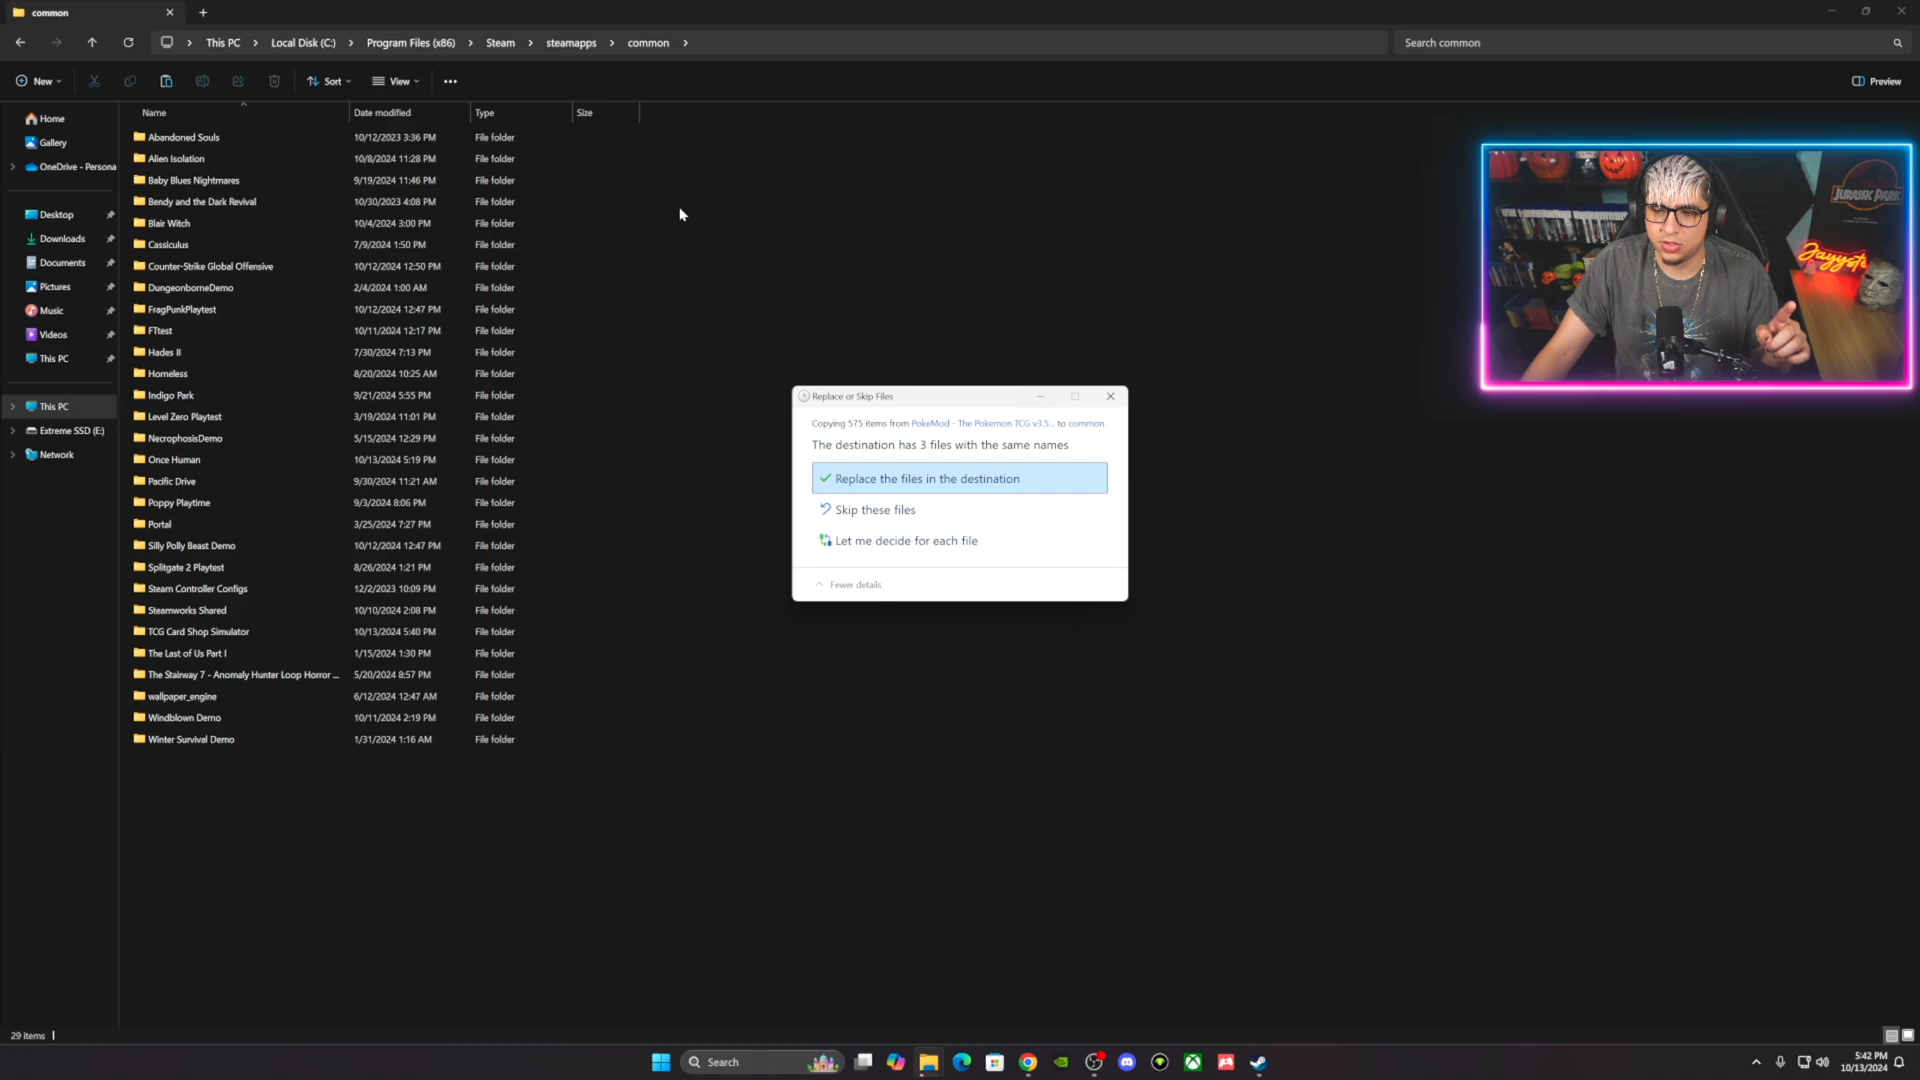 common
This PC
Local Disk (C:)
Program Files (x86)
Steam
steamapps
common
Search common
New
Sort
View
Preview
Name
Date modified
Type
Size
Home
Gallery
OneDrive - Persona
Desktop
Downloads
Documents
Pictures
Music
Videos
This PC
This PC
Extreme SSD (E:)
Network
Abandoned Souls 10/12/2023 3:36 PM File folder
Alien Isolation 10/8/2024 11:28 PM File folder
Baby Blues Nightmares 9/19/2024 11:46 PM File folder
Bendy and the Dark Revival 10/30/2023 4:08 PM File folder
Blair Witch 10/4/2024 3:00 PM File folder
Cassiculus 7/9/2024 1:50 PM File folder
Counter-Strike Global Offensive 10/12/2024 12:50 PM File folder
DungeonborneDemo 2/4/2024 1:00 AM File folder
FragPunkPlaytest 10/12/2024 12:47 PM File folder
FTtest 10/11/2024 12:17 PM File folder
Hades II 7/30/2024 7:13 PM File folder
Homeless 8/20/2024 10:25 AM File folder
Indigo Park 9/21/2024 5:55 PM File folder
Level Zero Playtest 3/19/2024 11:01 PM File folder
NecrophosisDemo 5/15/2024 12:29 PM File folder
Once Human 10/13/2024 5:19 PM File folder
Pacific Drive 9/30/2024 11:21 AM File folder
Poppy Playtime 9/3/2024 8:06 PM File folder
Portal 3/25/2024 7:27 PM File folder
Silly Polly Beast Demo 10/12/2024 12:47 PM File folder
Splitgate 2 Playtest 8/26/2024 1:21 PM File folder
Steam Controller Configs 12/2/2023 10:09 PM File folder
Steamworks Shared 10/10/2024 2:08 PM File folder
TCG Card Shop Simulator 10/13/2024 5:40 PM File folder
The Last of Us Part I 1/15/2024 1:30 PM File folder
The Stairway 7 - Anomaly Hunter Loop Horror ... 5/20/2024 8:57 PM File folder
wallpaper_engine 6/12/2024 12:47 AM File folder
Windblown Demo 10/11/2024 2:19 PM File folder
Winter Survival Demo 1/31/2024 1:16 AM File folder
Replace or Skip Files
Copying 575 items from PokeMod - The Pokemon TCG v3.5... to common
The destination has 3 files with the same names
Replace the files in the destination
Skip these files
Let me decide for each file
Fewer details
JURASSIC PARK
Jayyste
29 items
Search
5:42 PM
10/13/2024